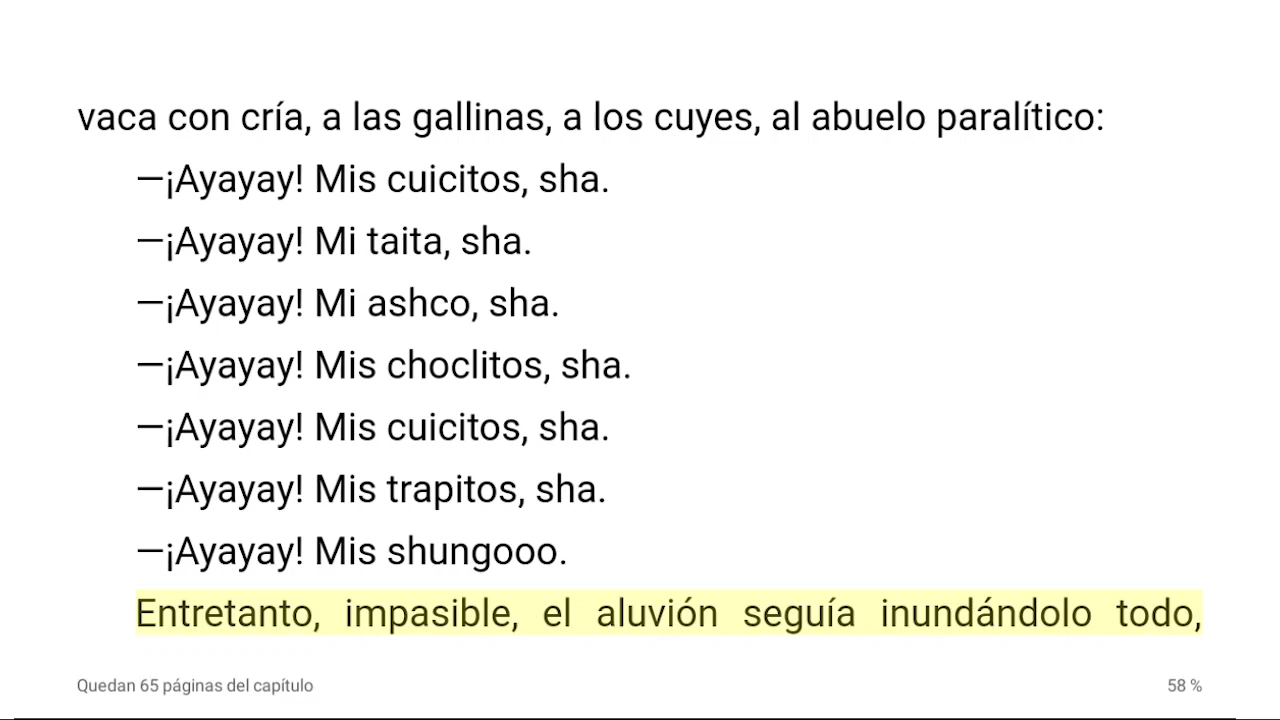 vaca con cría, a las gallinas, a los cuyes, al abuelo paralítico:
—¡Ayayay! Mis cuicitos, sha.
—¡Ayayay! Mi taita, sha.
—¡Ayayay! Mi ashco, sha.
—¡Ayayay! Mis choclitos, sha.
—¡Ayayay! Mis cuicitos, sha.
—¡Ayayay! Mis trapitos, sha.
—¡Ayayay! Mis shungooo.
Entretanto, impasible, el aluvión seguía inundándolo todo,
Quedan 65 páginas del capítulo
58 %